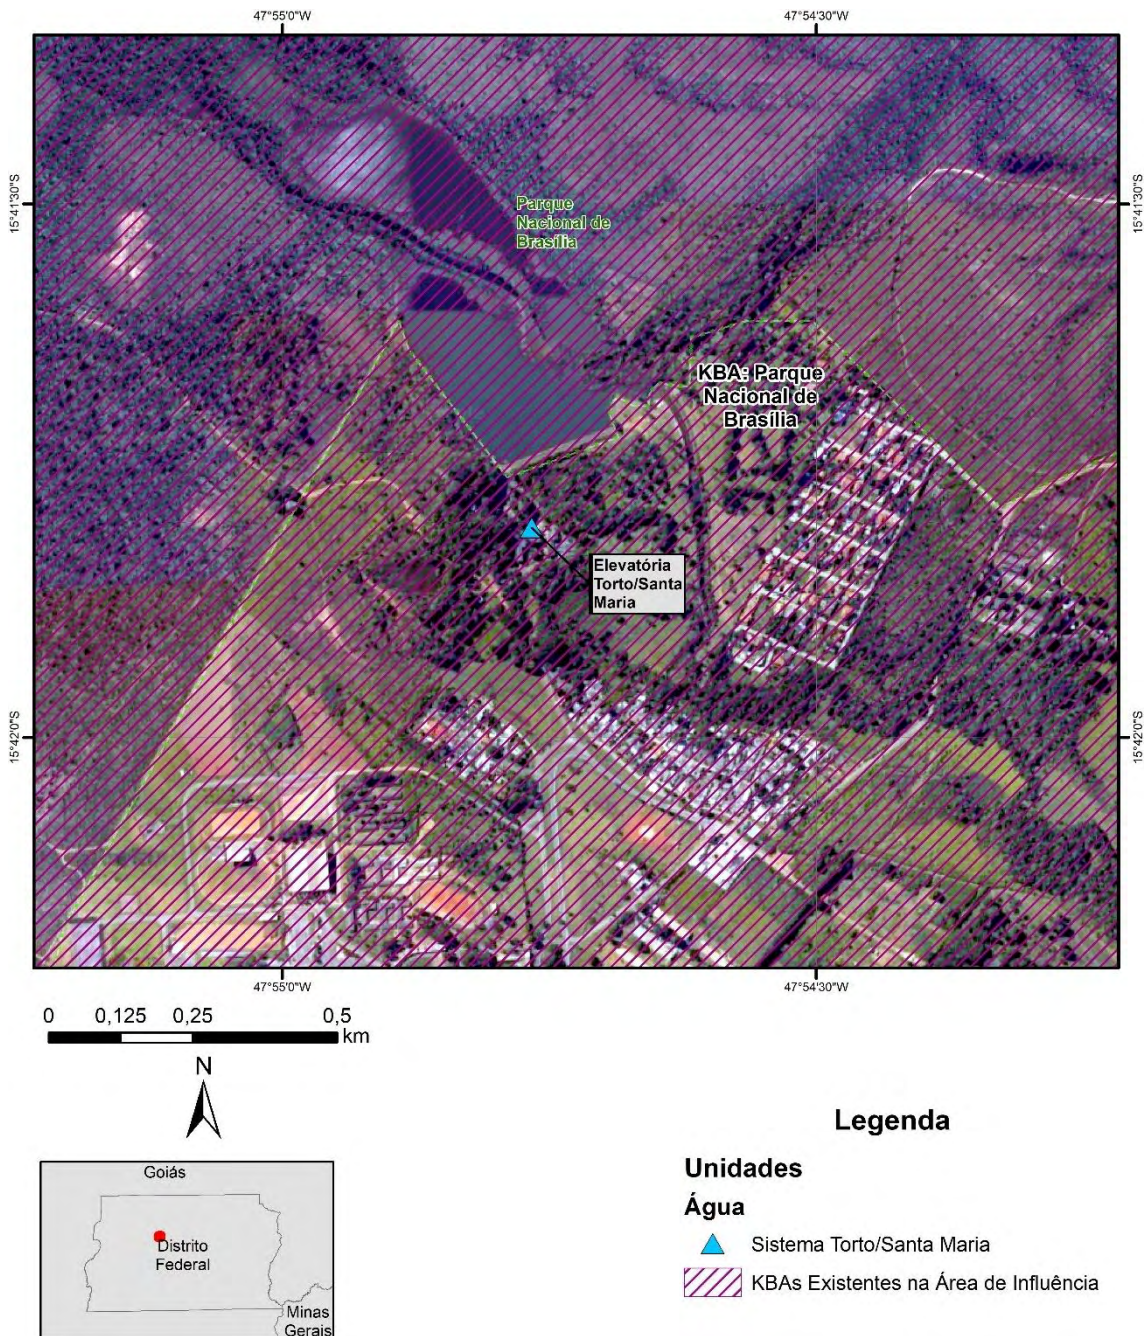 47°55'0"W
47°54'30"W
15°41'30"S
15°41'30"S
Parque
Nacional de
Brasília
KBA: Parque
Nacional de
Brasília
Elevatória
Torto/Santa
Maria
15°42'0"S
15°42'0"S
47°55'0"W
47°54'30"W
0 0,125 0,25 0,5
km
N
Legenda
Unidades
Água
Sistema Torto/Santa Maria
KBAs Existentes na Área de Influência
Goiás
Distrito
Federal
Minas
Gerais